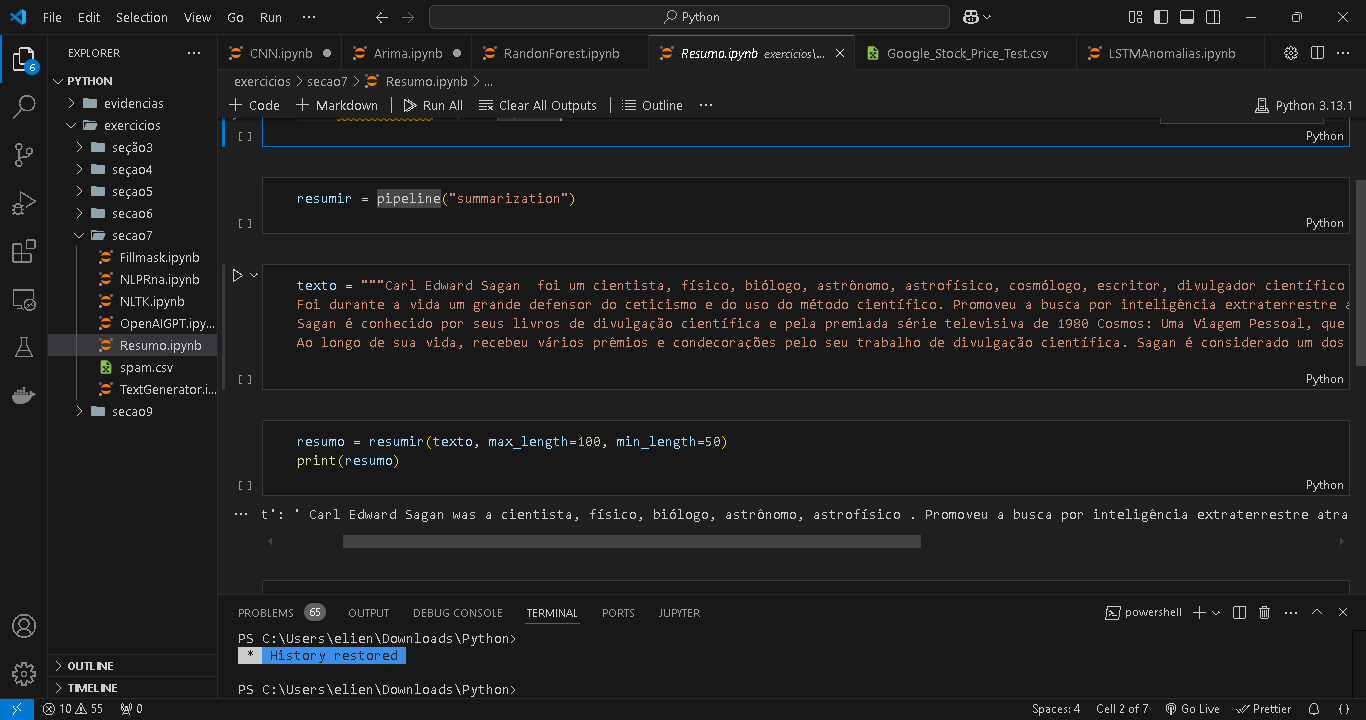 File Edit Selection View Go Run ··· Python
EXPLORER ···
PYTHON
evidencias
exercicios
seção3
seçao4
seçao5
secao6
secao7
Fillmask.ipynb
NLPRna.ipynb
NLTK.ipynb
OpenAIGPT.ipy...
Resumo.ipynb
spam.csv
TextGenerator.i...
secao9
OUTLINE
TIMELINE
CNN.ipynb Arima.ipynb RandonForest.ipynb Resumo.ipynb exercicios\... Google_Stock_Price_Test.csv LSTMAnomalias.ipynb ···
exercicios > secao7 > Resumo.ipynb > ...
+ Code + Markdown Run All Clear All Outputs Outline ··· Python 3.13.1
[ ] Python
resumir = pipeline("summarization")
[ ] Python
texto = """Carl Edward Sagan  foi um cientista, físico, biólogo, astrônomo, astrofísico, cosmólogo, escritor, divulgador científico
Foi durante a vida um grande defensor do ceticismo e do uso do método científico. Promoveu a busca por inteligência extraterrestre a
Sagan é conhecido por seus livros de divulgação científica e pela premiada série televisiva de 1980 Cosmos: Uma Viagem Pessoal, que
Ao longo de sua vida, recebeu vários prêmios e condecorações pelo seu trabalho de divulgação científica. Sagan é considerado um dos
[ ] Python
resumo = resumir(texto, max_length=100, min_length=50)
print(resumo)
[ ] Python
··· t': ' Carl Edward Sagan was a cientista, físico, biólogo, astrônomo, astrofísico . Promoveu a busca por inteligência extraterrestre atra
PROBLEMS 65 OUTPUT DEBUG CONSOLE TERMINAL PORTS JUPYTER powershell ···
PS C:\Users\elien\Downloads\Python>
* History restored
PS C:\Users\elien\Downloads\Python>
6
10 55 0 Spaces: 4 Cell 2 of 7 Go Live Prettier {}